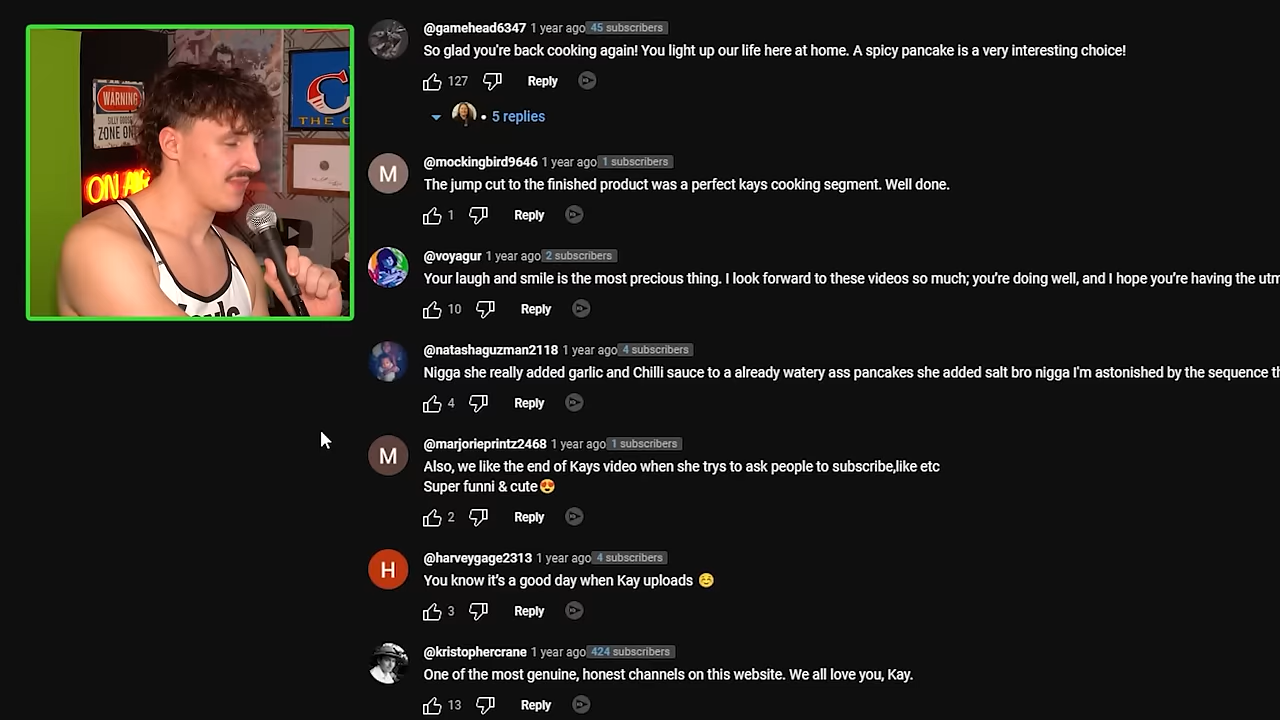 WARNING
SILLY GOOSE
ZONE
ON AIR
C
THE C
@gamehead6347 1 year ago 45 subscribers
So glad you're back cooking again! You light up our life here at home. A spicy pancake is a very interesting choice!
127 Reply
5 replies
M
@mockingbird9646 1 year ago 1 subscribers
The jump cut to the finished product was a perfect kays cooking segment. Well done.
1 Reply
@voyagur 1 year ago 2 subscribers
Your laugh and smile is the most precious thing. I look forward to these videos so much; you're doing well, and I hope you're having the utm
10 Reply
@natashaguzman2118 1 year ago 4 subscribers
Nigga she really added garlic and Chilli sauce to a already watery ass pancakes she added salt bro nigga I'm astonished by the sequence th
4 Reply
M
@marjorieprintz2468 1 year ago 1 subscribers
Also, we like the end of Kays video when she trys to ask people to subscribe,like etc
Super funni & cute😍
2 Reply
H
@harveygage2313 1 year ago 4 subscribers
You know it's a good day when Kay uploads ☺️
3 Reply
@kristophercrane 1 year ago 424 subscribers
One of the most genuine, honest channels on this website. We all love you, Kay.
13 Reply